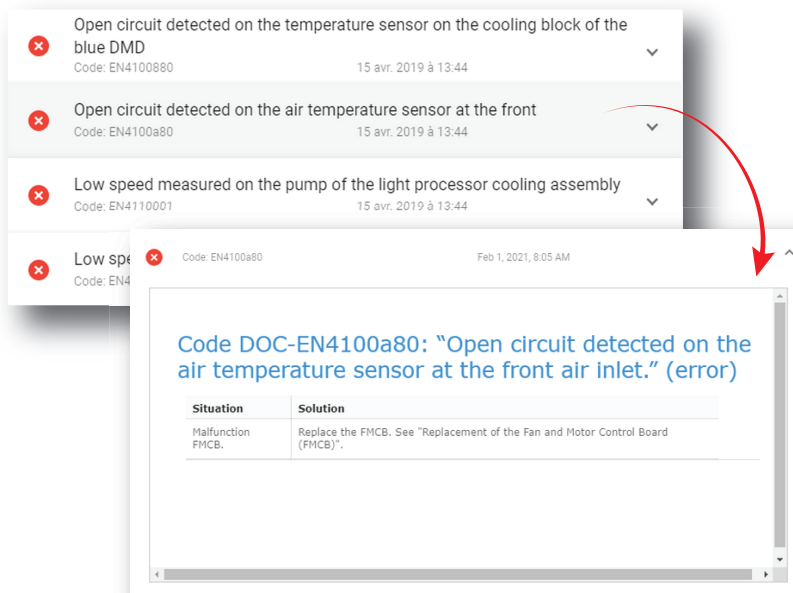 Open circuit detected on the temperature sensor on the cooling block of the
blue DMD
Code: EN4100880 15 avr. 2019 à 13:44
Open circuit detected on the air temperature sensor at the front
Code: EN4100a80 15 avr. 2019 à 13:44
Low speed measured on the pump of the light processor cooling assembly
Code: EN4110001 15 avr. 2019 à 13:44
Low spe
Code: EN4
Code: EN4100a80 Feb 1, 2021, 8:05 AM
Code DOC-EN4100a80: “Open circuit detected on the
air temperature sensor at the front air inlet.” (error)
Situation Solution
Malfunction Replace the FMCB. See "Replacement of the Fan and Motor Control Board
FMCB. (FMCB)".